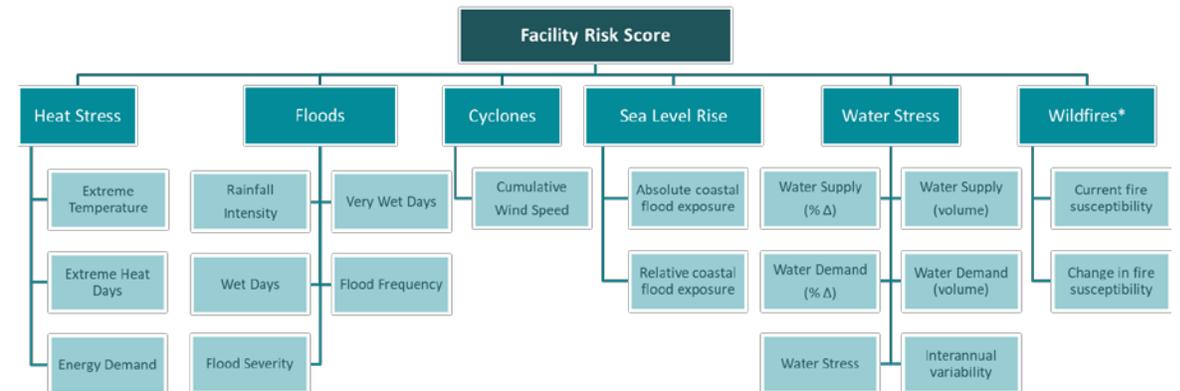 Facility Risk Score
Heat Stress
Floods
Cyclones
Sea Level Rise
Water Stress
Wildfires*
Extreme
Temperature
Extreme Heat
Days
Energy Demand
Rainfall
Intensity
Very Wet Days
Wet Days
Flood Frequency
Flood Severity
Cumulative
Wind Speed
Absolute coastal
flood exposure
Relative coastal
flood exposure
Water Supply
(% Δ)
Water Supply
(volume)
Water Demand
(% Δ)
Water Demand
(volume)
Water Stress
Interannual
variability
Current fire
susceptibility
Change in fire
susceptibility